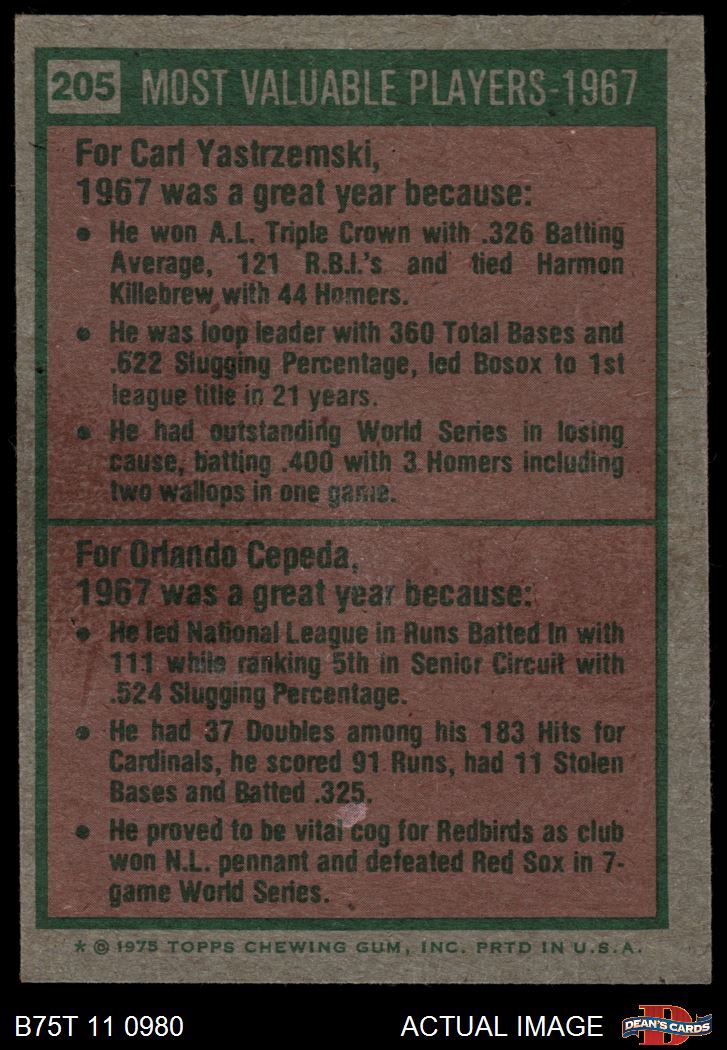 205 MOST VALUABLE PLAYERS-1967
For Carl Yastrzemski,
1967 was a great year because:
● He won A.L. Triple Crown with .326 Batting
Average, 121 R.B.I.'s and tied Harmon
Killebrew with 44 Homers.
● He was loop leader with 360 Total Bases and
.622 Slugging Percentage, led Bosox to 1st
league title in 21 years.
● He had outstanding World Series in losing
cause, batting .400 with 3 Homers including
two wallops in one game.
For Orlando Cepeda,
1967 was a great year because:
● He led National League in Runs Batted In with
111 while ranking 5th in Senior Circuit with
.524 Slugging Percentage.
● He had 37 Doubles among his 183 Hits for
Cardinals, he scored 91 Runs, had 11 Stolen
Bases and Batted .325.
● He proved to be vital cog for Redbirds as club
won N.L. pennant and defeated Red Sox in 7-
game World Series.
* © 1975 TOPPS CHEWING GUM, INC. PRTD IN U.S.A.
B75T 11 0980 ACTUAL IMAGE D DEAN'S CARDS